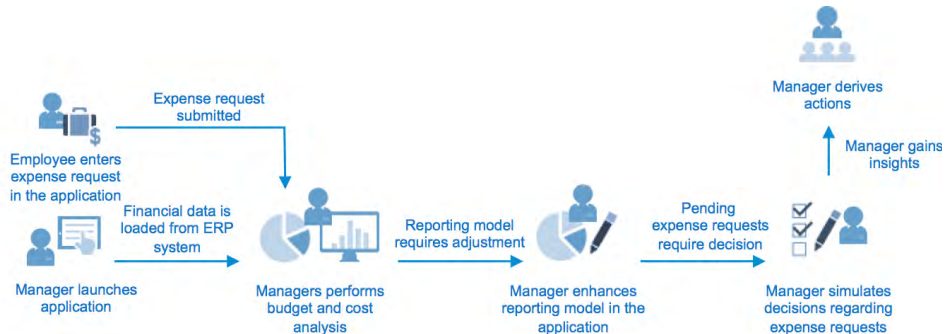 Expense request
submitted
Employee enters
expense request
in the application
Financial data is
loaded from ERP
system
Manager launches
application
Managers performs
budget and cost
analysis
Reporting model
requires adjustment
Manager enhances
reporting model in the
application
Pending
expense requests
require decision
Manager simulates
decisions regarding
expense requests
Manager gains
insights
Manager derives
actions
$